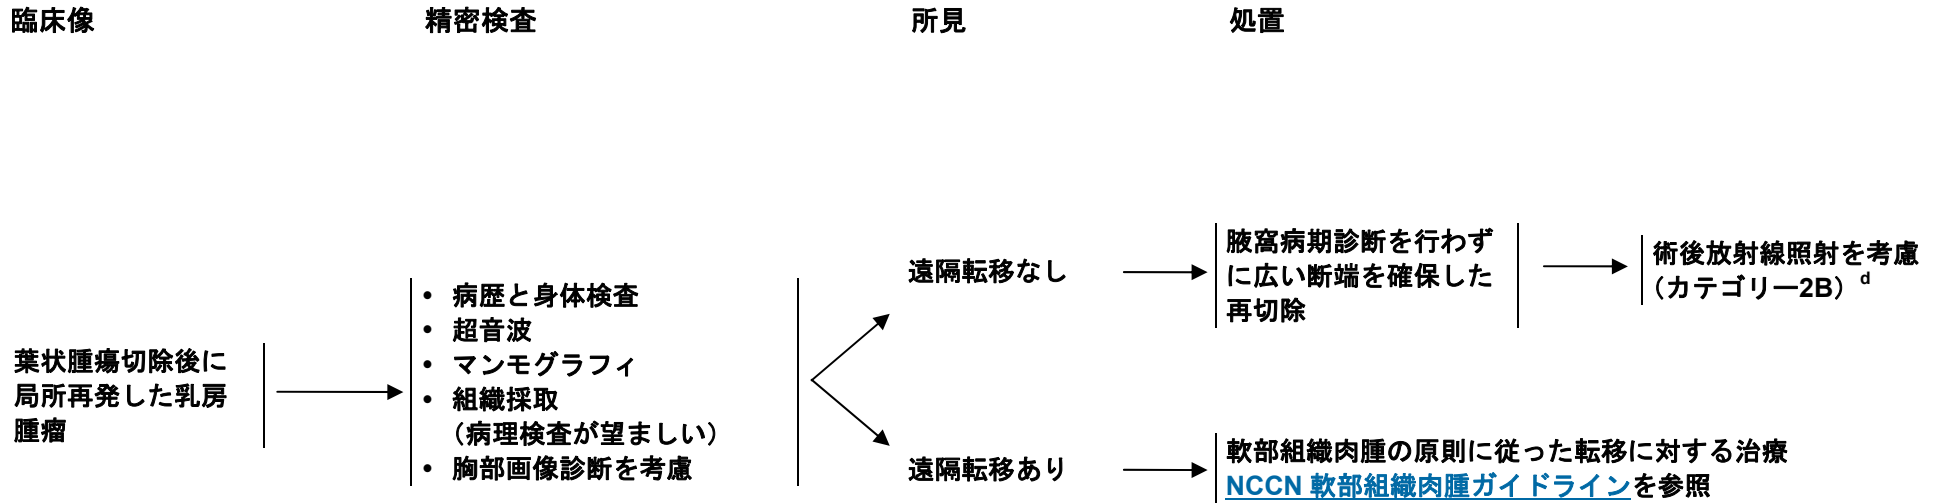 臨床像 精密検査 所見 処置
葉状腫瘍切除後に
局所再発した乳房
腫瘤
• 病歴と身体検査
• 超音波
• マンモグラフィ
• 組織採取
（病理検査が望ましい）
• 胸部画像診断を考慮
遠隔転移なし
腋窩病期診断を行わず
に広い断端を確保した
再切除
術後放射線照射を考慮
（カテゴリー2B）d
遠隔転移あり
軟部組織肉腫の原則に従った転移に対する治療
NCCN 軟部組織肉腫ガイドラインを参照